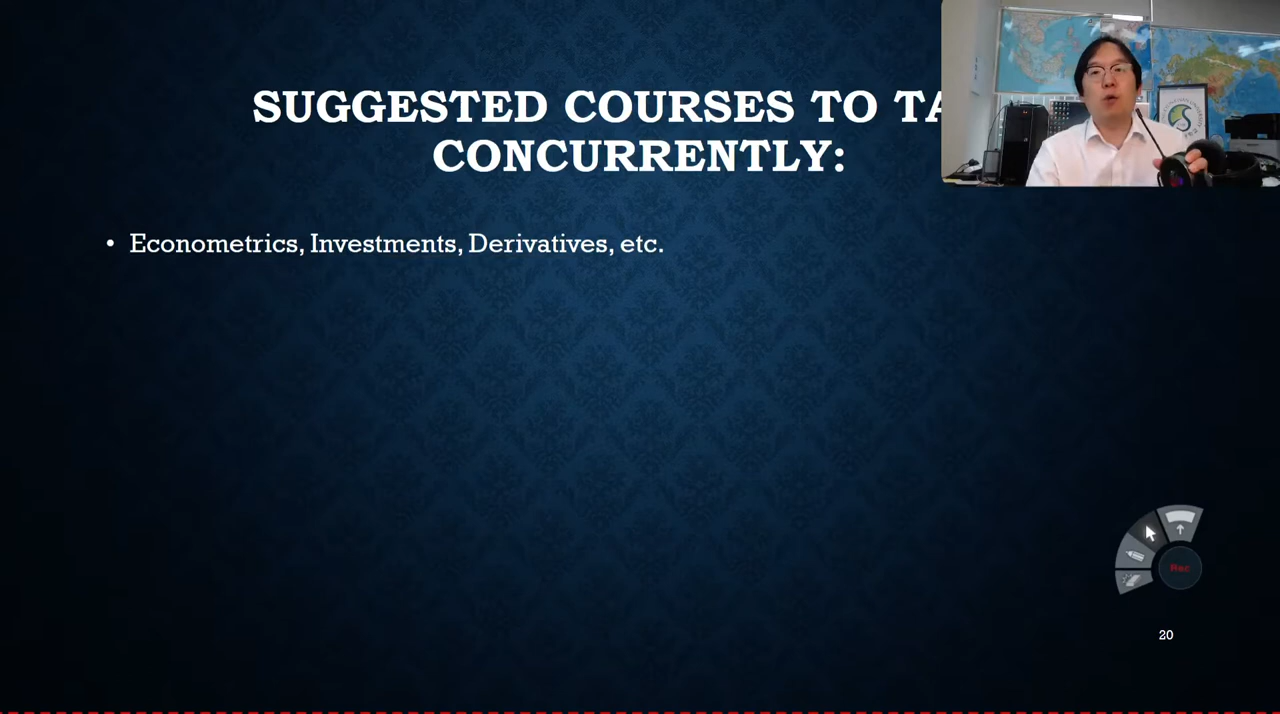 SUGGESTED COURSES TO TA
CONCURRENTLY:
• Econometrics, Investments, Derivatives, etc.
Rec
20